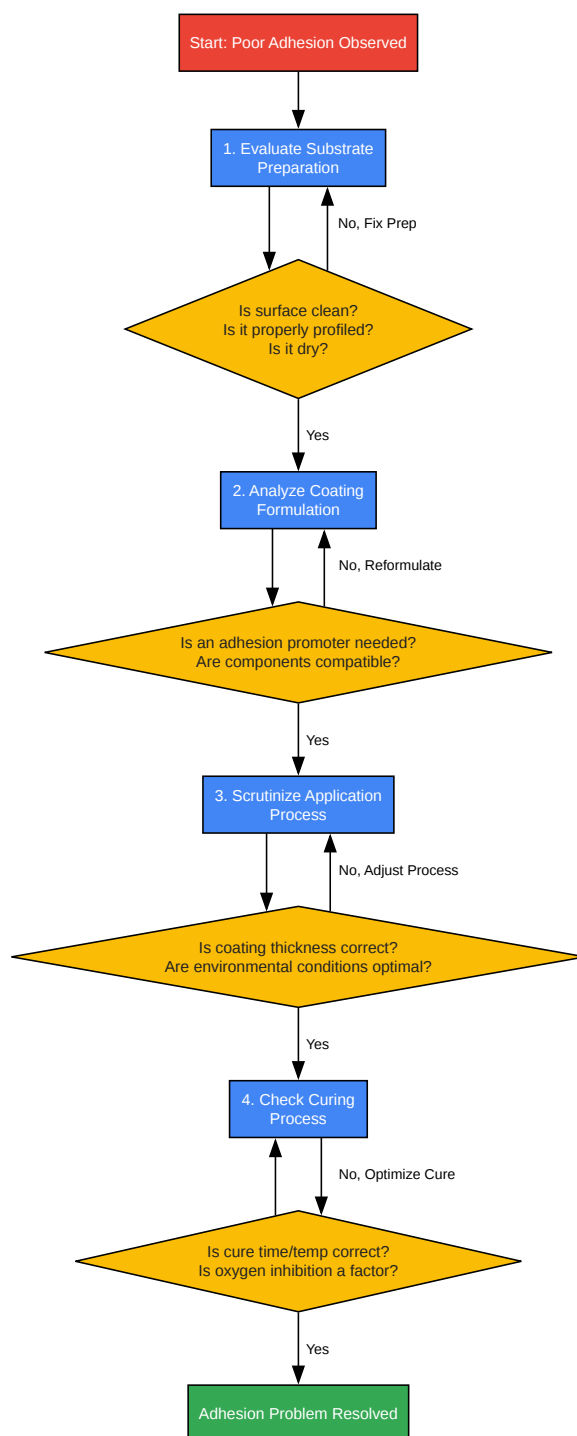 Start: Poor Adhesion Observed
1. Evaluate Substrate
Preparation
No, Fix Prep
Is surface clean?
Is it properly profiled?
Is it dry?
Yes
2. Analyze Coating
Formulation
No, Reformulate
Is an adhesion promoter needed?
Are components compatible?
Yes
3. Scrutinize Application
Process
No, Adjust Process
Is coating thickness correct?
Are environmental conditions optimal?
Yes
4. Check Curing
Process
No, Optimize Cure
Is cure time/temp correct?
Is oxygen inhibition a factor?
Yes
Adhesion Problem Resolved